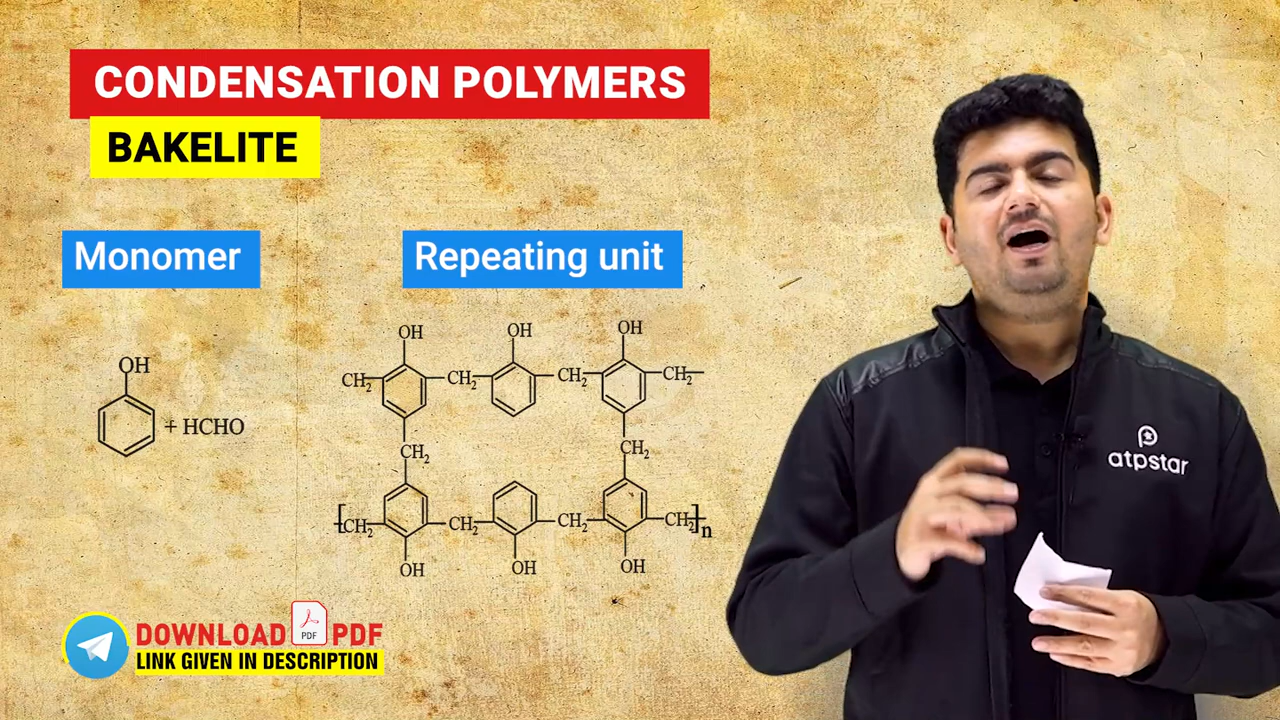 CONDENSATION POLYMERS
BAKELITE
Monomer
Repeating unit
OH
+ HCHO
OH OH OH
CH2 CH2 CH2 CH2
CH2 CH2
[CH2 CH2 CH2 CH2]n
OH OH OH
atpstar
DOWNLOAD PDF PDF
LINK GIVEN IN DESCRIPTION